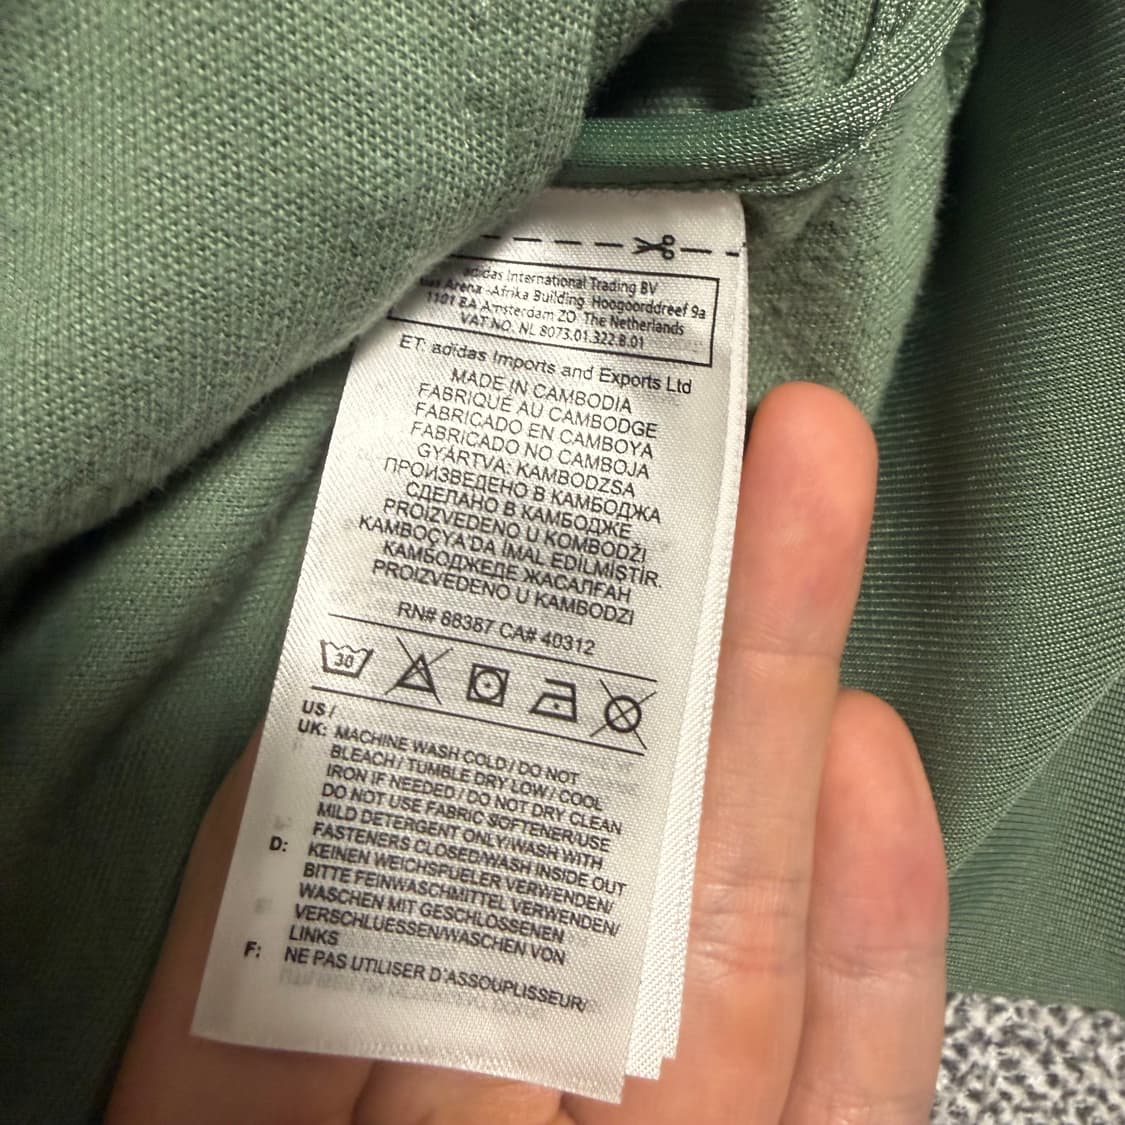 adidas International Trading BV
Arena -Afrika Building Hoogoorddreef 9a
1101 BA Amsterdam ZO The Netherlands
VAT NO. NL 8073.01.322.B.01
ET: adidas Imports and Exports Ltd
MADE IN CAMBODIA
FABRIQUÉ AU CAMBODGE
FABRICADO EN CAMBOYA
FABRICADO NO CAMBOJA
GYÁRTVA: KAMBODZSA
ПРОИЗВЕДЕНО В КАМБОДЖА
СДЕЛАНО В КАМБОДЖЕ
PROIZVEDENO U KOMBODŽI
KAMBOÇYA'DA İMAL EDİLMİŞTİR.
КАМБОДЖЕДЕ ЖАСАЛҒАН
PROIZVEDENO U KAMBODZI
RN# 88387 CA# 40312
30
US /
UK: MACHINE WASH COLD / DO NOT
BLEACH / TUMBLE DRY LOW / COOL
IRON IF NEEDED / DO NOT DRY CLEAN
DO NOT USE FABRIC SOFTENER/USE
MILD DETERGENT ONLY/WASH WITH
FASTENERS CLOSED/WASH INSIDE OUT
D: KEINEN WEICHSPUELER VERWENDEN/
BITTE FEINWASCHMITTEL VERWENDEN/
WASCHEN MIT GESCHLOSSENEN
VERSCHLUESSEN/WASCHEN VON
LINKS
F: NE PAS UTILISER D'ASSOUPLISSEUR/